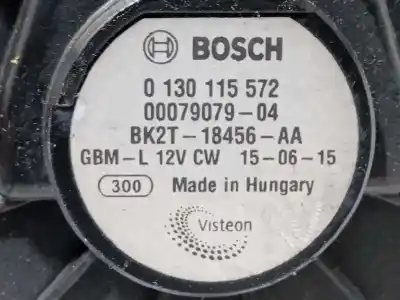 BOSCH
0 130 115 572
00079079-04
BK2T-18456-AA
GBM-L 12V CW 15-06-15
300 Made in Hungary
Visteon